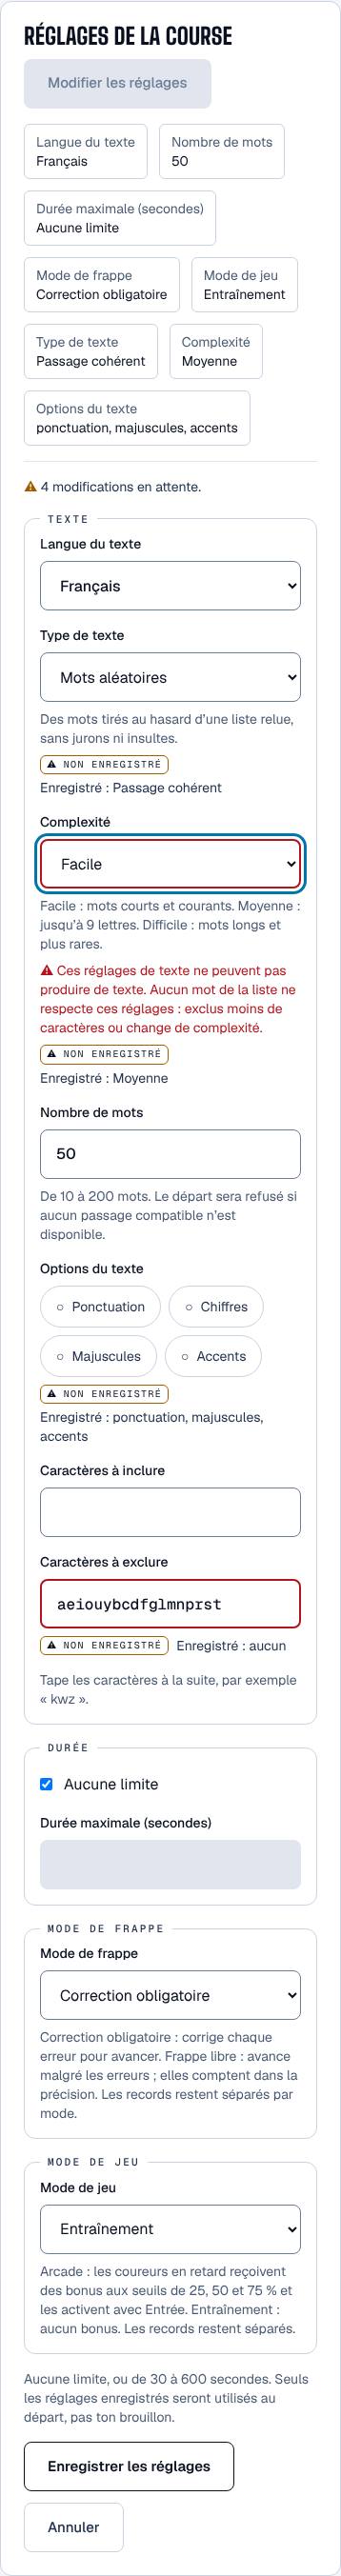 RÉGLAGES DE LA COURSE
Modifier les réglages
Langue du texte
Français
Nombre de mots
50
Durée maximale (secondes)
Aucune limite
Mode de frappe
Correction obligatoire
Mode de jeu
Entraînement
Type de texte
Passage cohérent
Complexité
Moyenne
Options du texte
ponctuation, majuscules, accents
⚠ 4 modifications en attente.
TEXTE
Langue du texte
Français
Type de texte
Mots aléatoires
Des mots tirés au hasard d’une liste relue,
sans jurons ni insultes.
⚠ NON ENREGISTRÉ
Enregistré : Passage cohérent
Complexité
Facile
Facile : mots courts et courants. Moyenne :
jusqu’à 9 lettres. Difficile : mots longs et
plus rares.
⚠ Ces réglages de texte ne peuvent pas
produire de texte. Aucun mot de la liste ne
respecte ces réglages : exclus moins de
caractères ou change de complexité.
⚠ NON ENREGISTRÉ
Enregistré : Moyenne
Nombre de mots
50
De 10 à 200 mots. Le départ sera refusé si
aucun passage compatible n’est
disponible.
Options du texte
○ Ponctuation
○ Chiffres
○ Majuscules
○ Accents
⚠ NON ENREGISTRÉ
Enregistré : ponctuation, majuscules,
accents
Caractères à inclure
Caractères à exclure
aeiouybcdfglmnprst
⚠ NON ENREGISTRÉ Enregistré : aucun
Tape les caractères à la suite, par exemple
« kwz ».
DURÉE
Aucune limite
Durée maximale (secondes)
MODE DE FRAPPE
Mode de frappe
Correction obligatoire
Correction obligatoire : corrige chaque
erreur pour avancer. Frappe libre : avance
malgré les erreurs ; elles comptent dans la
précision. Les records restent séparés par
mode.
MODE DE JEU
Mode de jeu
Entraînement
Arcade : les coureurs en retard reçoivent
des bonus aux seuils de 25, 50 et 75 % et
les activent avec Entrée. Entraînement :
aucun bonus. Les records restent séparés.
Aucune limite, ou de 30 à 600 secondes. Seuls
les réglages enregistrés seront utilisés au
départ, pas ton brouillon.
Enregistrer les réglages
Annuler